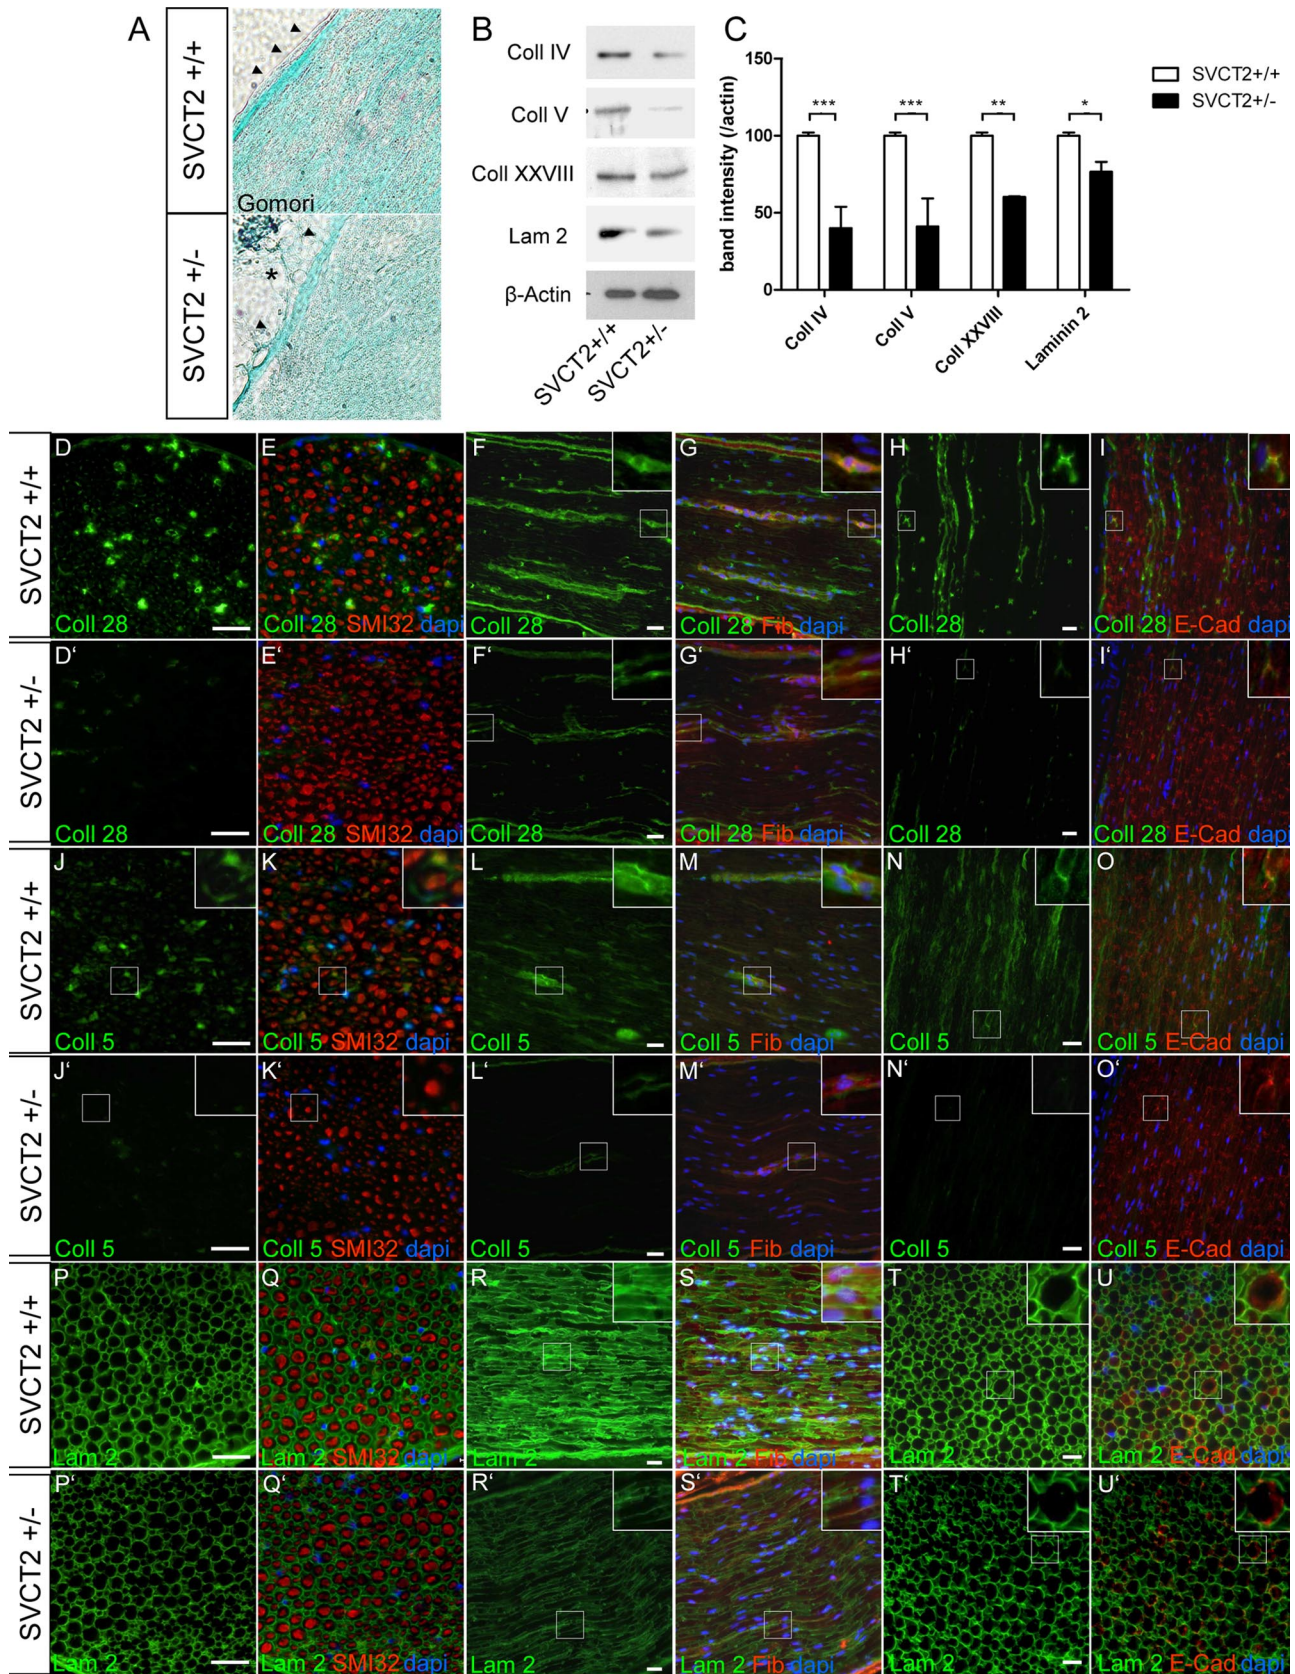 A
SVCT2 +/+
Gomori
SVCT2 +/-
*
B
Coll IV
Coll V
Coll XXVIII
Lam 2
β-Actin
SVCT2+/+
SVCT2+/-
C
band intensity (/actin)
150
100
50
0
***
***
**
*
Coll IV
Coll V
Coll XXVIII
Laminin 2
SVCT2+/+
SVCT2+/-
SVCT2 +/+
D
Coll 28
E
Coll 28 SMI32 dapi
F
Coll 28
G
Coll 28 Fib dapi
H
Coll 28
I
Coll 28 E-Cad dapi
SVCT2 +/-
D‘
Coll 28
E‘
Coll 28 SMI32 dapi
F‘
Coll 28
G‘
Coll 28 Fib dapi
H‘
Coll 28
I‘
Coll 28 E-Cad dapi
SVCT2 +/+
J
Coll 5
K
Coll 5 SMI32 dapi
L
Coll 5
M
Coll 5 Fib dapi
N
Coll 5
O
Coll 5 E-Cad dapi
SVCT2 +/-
J‘
Coll 5
K‘
Coll 5 SMI32 dapi
L‘
Coll 5
M‘
Coll 5 Fib dapi
N‘
Coll 5
O‘
Coll 5 E-Cad dapi
SVCT2 +/+
P
Lam 2
Q
Lam 2 SMI32 dapi
R
Lam 2
S
Lam 2 Fib dapi
T
Lam 2
U
Lam 2 E-Cad dapi
SVCT2 +/-
P‘
Lam 2
Q‘
Lam 2 SMI32 dapi
R‘
Lam 2
S‘
Lam 2 Fib dapi
T‘
Lam 2
U‘
Lam 2 E-Cad dapi